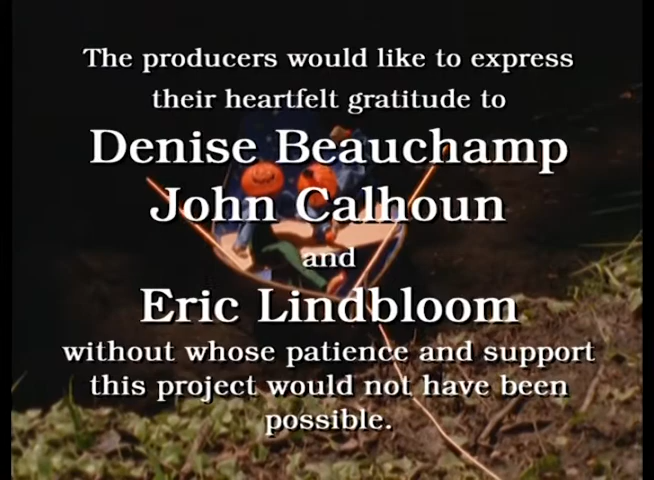 The producers would like to express
their heartfelt gratitude to
Denise Beauchamp
John Calhoun
and
Eric Lindbloom
without whose patience and support
this project would not have been
possible.